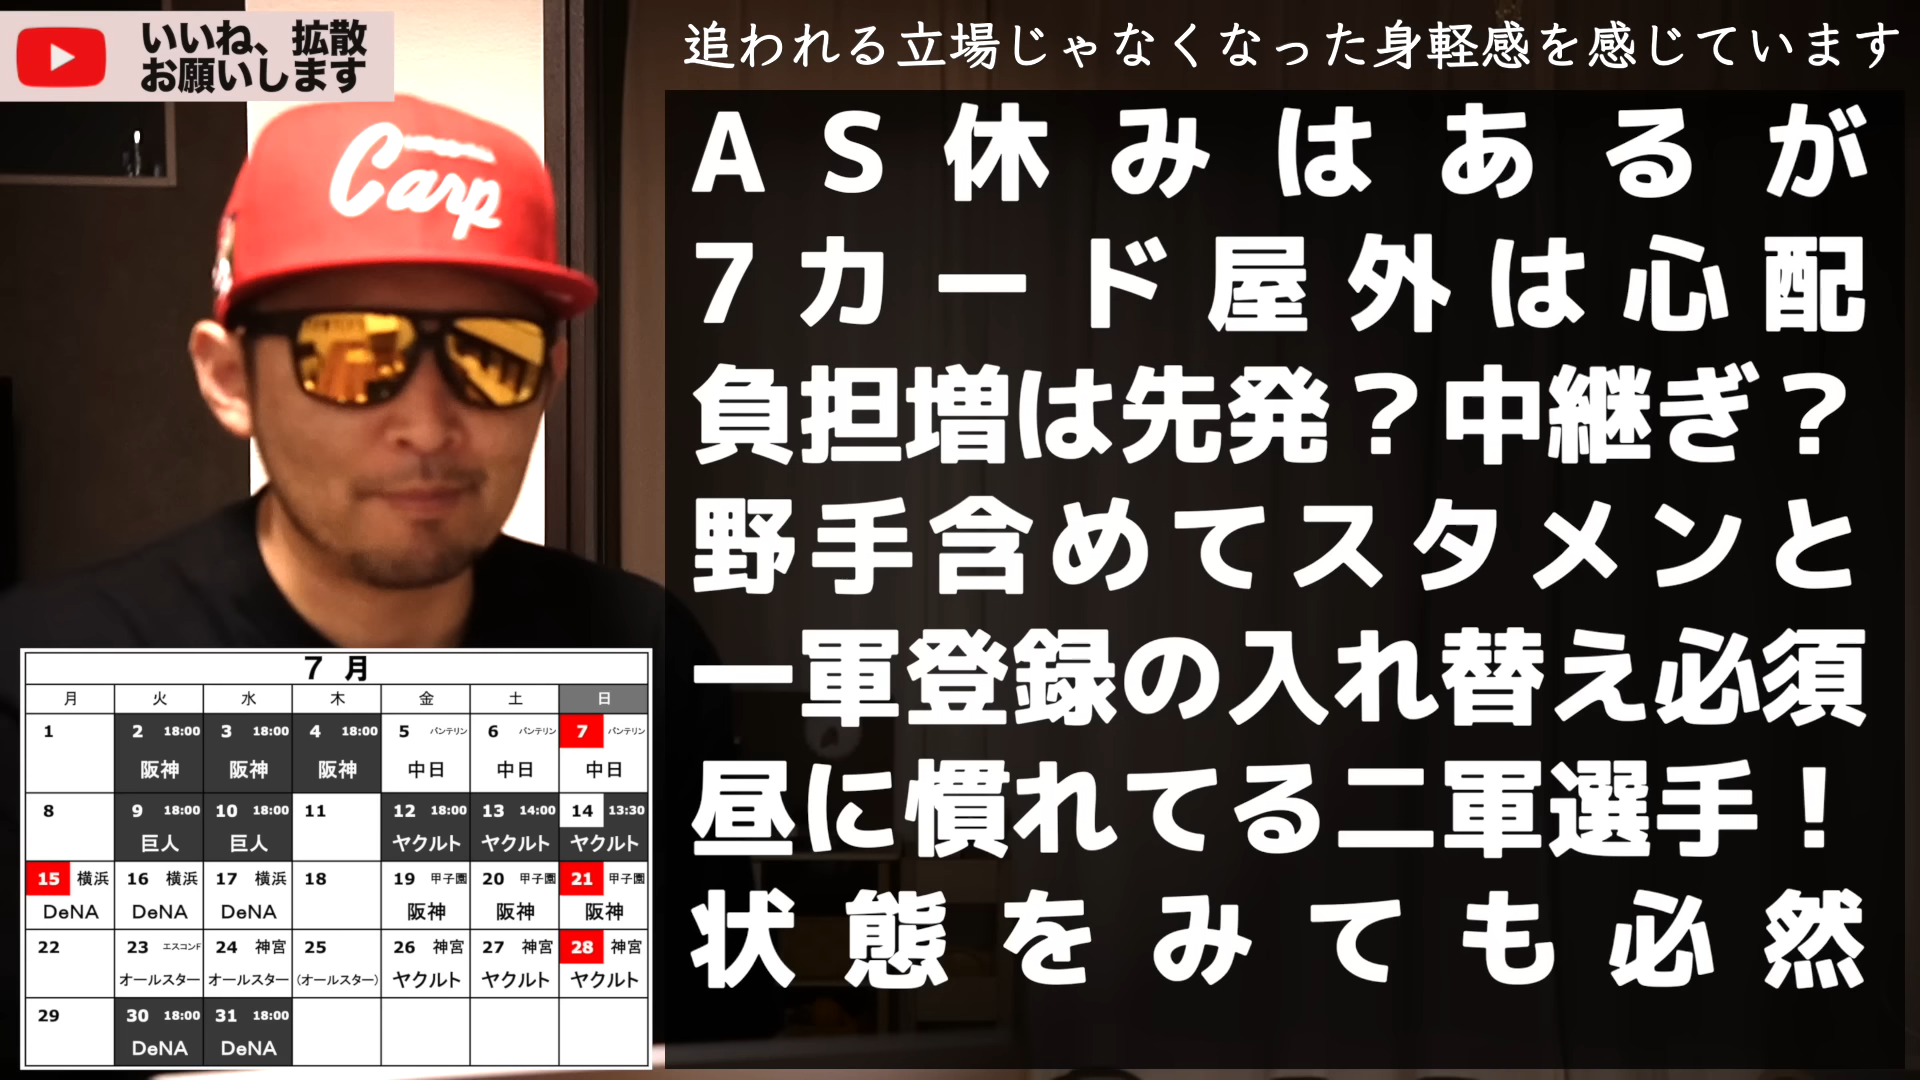 いいね、拡散
お願いします
追われる立場じゃなくなった身軽感を感じています
Carp
AS休みはあるが
7カード屋外は心配
負担増は先発？中継ぎ？
野手含めてスタメンと
一軍登録の入れ替え必須
昼に慣れてる二軍選手！
状態をみても必然
7月
月 火 水 木 金 土 日
1 2 18:00 3 18:00 4 18:00 5 バンテリン 6 バンテリン 7 バンテリン
阪神 阪神 阪神 中日 中日 中日
8 9 18:00 10 18:00 11 12 18:00 13 14:00 14 13:30
巨人 巨人 ヤクルト ヤクルト ヤクルト
15 横浜 16 横浜 17 横浜 18 19 甲子園 20 甲子園 21 甲子園
DeNA DeNA DeNA 阪神 阪神 阪神
22 23 エスコンF 24 神宮 25 26 神宮 27 神宮 28 神宮
オールスター オールスター (オールスター) ヤクルト ヤクルト ヤクルト
29 30 18:00 31 18:00
DeNA DeNA